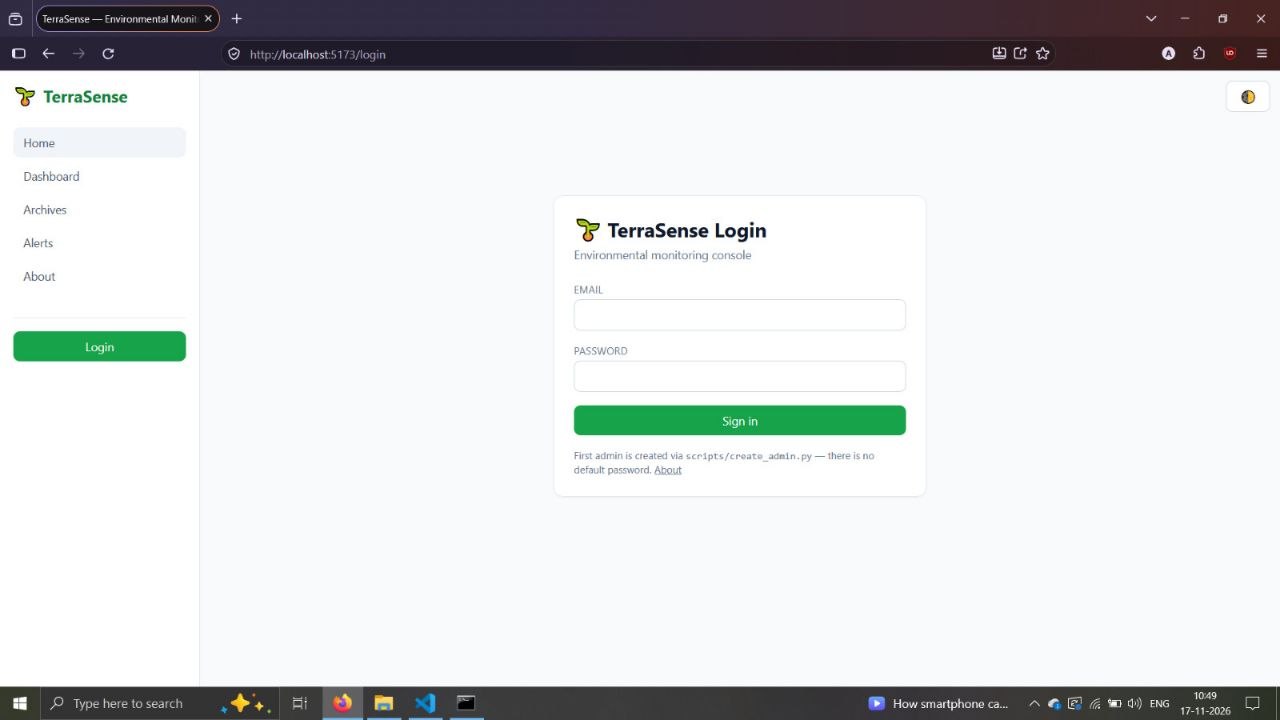 TerraSense — Environmental Monit
http://localhost:5173/login
TerraSense
Home
Dashboard
Archives
Alerts
About
Login
TerraSense Login
Environmental monitoring console
EMAIL
PASSWORD
Sign in
First admin is created via scripts/create_admin.py — there is no
default password. About
Type here to search
How smartphone ca...
ENG
10:49
17-11-2026